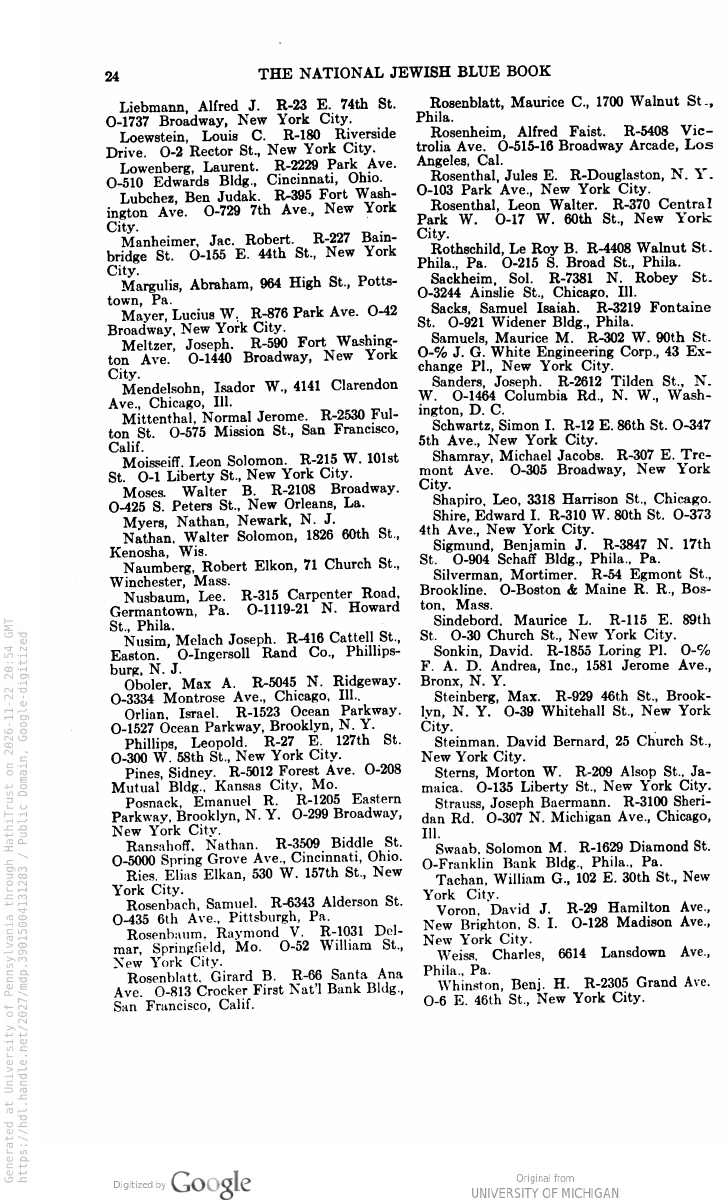 24
THE NATIONAL JEWISH BLUE BOOK
Liebmann, Alfred J. R-23 E. 74th St.
O-1737 Broadway, New York City.
Loewstein, Louis C. R-180 Riverside
Drive. O-2 Rector St., New York City.
Lowenberg, Laurent. R-2229 Park Ave.
O-510 Edwards Bldg., Cincinnati, Ohio.
Lubchez, Ben Judak. R-395 Fort Wash-
ington Ave. O-729 7th Ave., New York
City.
Manheimer, Jac. Robert. R-227 Bain-
bridge St. O-155 E. 44th St., New York
City.
Margulis, Abraham, 964 High St., Potts-
town, Pa.
Mayer, Lucius W. R-876 Park Ave. O-42
Broadway, New York City.
Meltzer, Joseph. R-590 Fort Washing-
ton Ave. O-1440 Broadway, New York
City.
Mendelsohn, Isador W., 4141 Clarendon
Ave., Chicago, Ill.
Mittenthal, Normal Jerome. R-2530 Ful-
ton St. O-575 Mission St., San Francisco,
Calif.
Moisseiff, Leon Solomon. R-215 W. 101st
St. O-1 Liberty St., New York City.
Moses. Walter B. R-2108 Broadway.
O-425 S. Peters St., New Orleans, La.
Myers, Nathan, Newark, N. J.
Nathan, Walter Solomon, 1826 60th St.,
Kenosha, Wis.
Naumberg, Robert Elkon, 71 Church St.,
Winchester, Mass.
Nusbaum, Lee. R-315 Carpenter Road,
Germantown, Pa. O-1119-21 N. Howard
St., Phila.
Nusim, Melach Joseph. R-416 Cattell St.,
Easton. O-Ingersoll Rand Co., Phillips-
burg, N. J.
Oboler, Max A. R-5045 N. Ridgeway.
O-3334 Montrose Ave., Chicago, Ill..
Orlian, Israel. R-1523 Ocean Parkway.
O-1527 Ocean Parkway, Brooklyn, N. Y.
Phillips, Leopold. R-27 E. 127th St.
O-300 W. 58th St., New York City.
Pines, Sidney. R-5012 Forest Ave. O-208
Mutual Bldg., Kansas City, Mo.
Posnack, Emanuel R. R-1205 Eastern
Parkway, Brooklyn, N. Y. O-299 Broadway,
New York City.
Ransahoff, Nathan. R-3509 Biddle St.
O-5000 Spring Grove Ave., Cincinnati, Ohio.
Ries, Elias Elkan, 530 W. 157th St., New
York City.
Rosenbach, Samuel. R-6343 Alderson St.
O-435 6th Ave., Pittsburgh, Pa.
Rosenbaum, Raymond V. R-1031 Del-
mar, Springfield, Mo. O-52 William St.,
New York City.
Rosenblatt, Girard B. R-66 Santa Ana
Ave. O-813 Crocker First Nat'l Bank Bldg.,
San Francisco, Calif.
Rosenblatt, Maurice C., 1700 Walnut St.,
Phila.
Rosenheim, Alfred Faist. R-5408 Vic-
trolia Ave. O-515-16 Broadway Arcade, Los
Angeles, Cal.
Rosenthal, Jules E. R-Douglaston, N. Y.
O-103 Park Ave., New York City.
Rosenthal, Leon Walter. R-370 Central
Park W. O-17 W. 60th St., New York
City.
Rothschild, Le Roy B. R-4408 Walnut St.
Phila., Pa. O-215 S. Broad St., Phila.
Sackheim, Sol. R-7381 N. Robey St.
O-3244 Ainslie St., Chicago, Ill.
Sacks, Samuel Isaiah. R-3219 Fontaine
St. O-921 Widener Bldg., Phila.
Samuels, Maurice M. R-302 W. 90th St.
O-% J. G. White Engineering Corp., 43 Ex-
change Pl., New York City.
Sanders, Joseph. R-2612 Tilden St., N.
W. O-1464 Columbia Rd., N. W., Wash-
ington, D. C.
Schwartz, Simon I. R-12 E. 86th St. O-347
5th Ave., New York City.
Shamray, Michael Jacobs. R-307 E. Tre-
mont Ave. O-305 Broadway, New York
City.
Shapiro, Leo, 3318 Harrison St., Chicago.
Shire, Edward I. R-310 W. 80th St. O-373
4th Ave., New York City.
Sigmund, Benjamin J. R-3847 N. 17th
St. O-904 Schaff Bldg., Phila., Pa.
Silverman, Mortimer. R-54 Egmont St.,
Brookline. O-Boston & Maine R. R., Bos-
ton, Mass.
Sindebord, Maurice L. R-115 E. 89th
St. O-30 Church St., New York City.
Sonkin, David. R-1855 Loring Pl. O-%
F. A. D. Andrea, Inc., 1581 Jerome Ave.,
Bronx, N. Y.
Steinberg, Max. R-929 46th St., Brook-
lyn, N. Y. O-39 Whitehall St., New York
City.
Steinman, David Bernard, 25 Church St.,
New York City.
Sterns, Morton W. R-209 Alsop St., Ja-
maica. O-135 Liberty St., New York City.
Strauss, Joseph Baermann. R-3100 Sheri-
dan Rd. O-307 N. Michigan Ave., Chicago,
Ill.
Swaab, Solomon M. R-1629 Diamond St.
O-Franklin Bank Bldg., Phila., Pa.
Tachan, William G., 102 E. 30th St., New
York City.
Voron, David J. R-29 Hamilton Ave.,
New Brighton, S. I. O-128 Madison Ave.,
New York City.
Weiss, Charles, 6614 Lansdown Ave.,
Phila., Pa.
Whinston, Benj. H. R-2305 Grand Ave.
O-6 E. 46th St., New York City.
Generated at University of Pennsylvania through HathiTrust on 2026-11-22 20:54 GMT
https://hdl.handle.net/2027/mdp.39015004131283 / Public Domain, Google-digitized
Digitized by Google
Original from
UNIVERSITY OF MICHIGAN